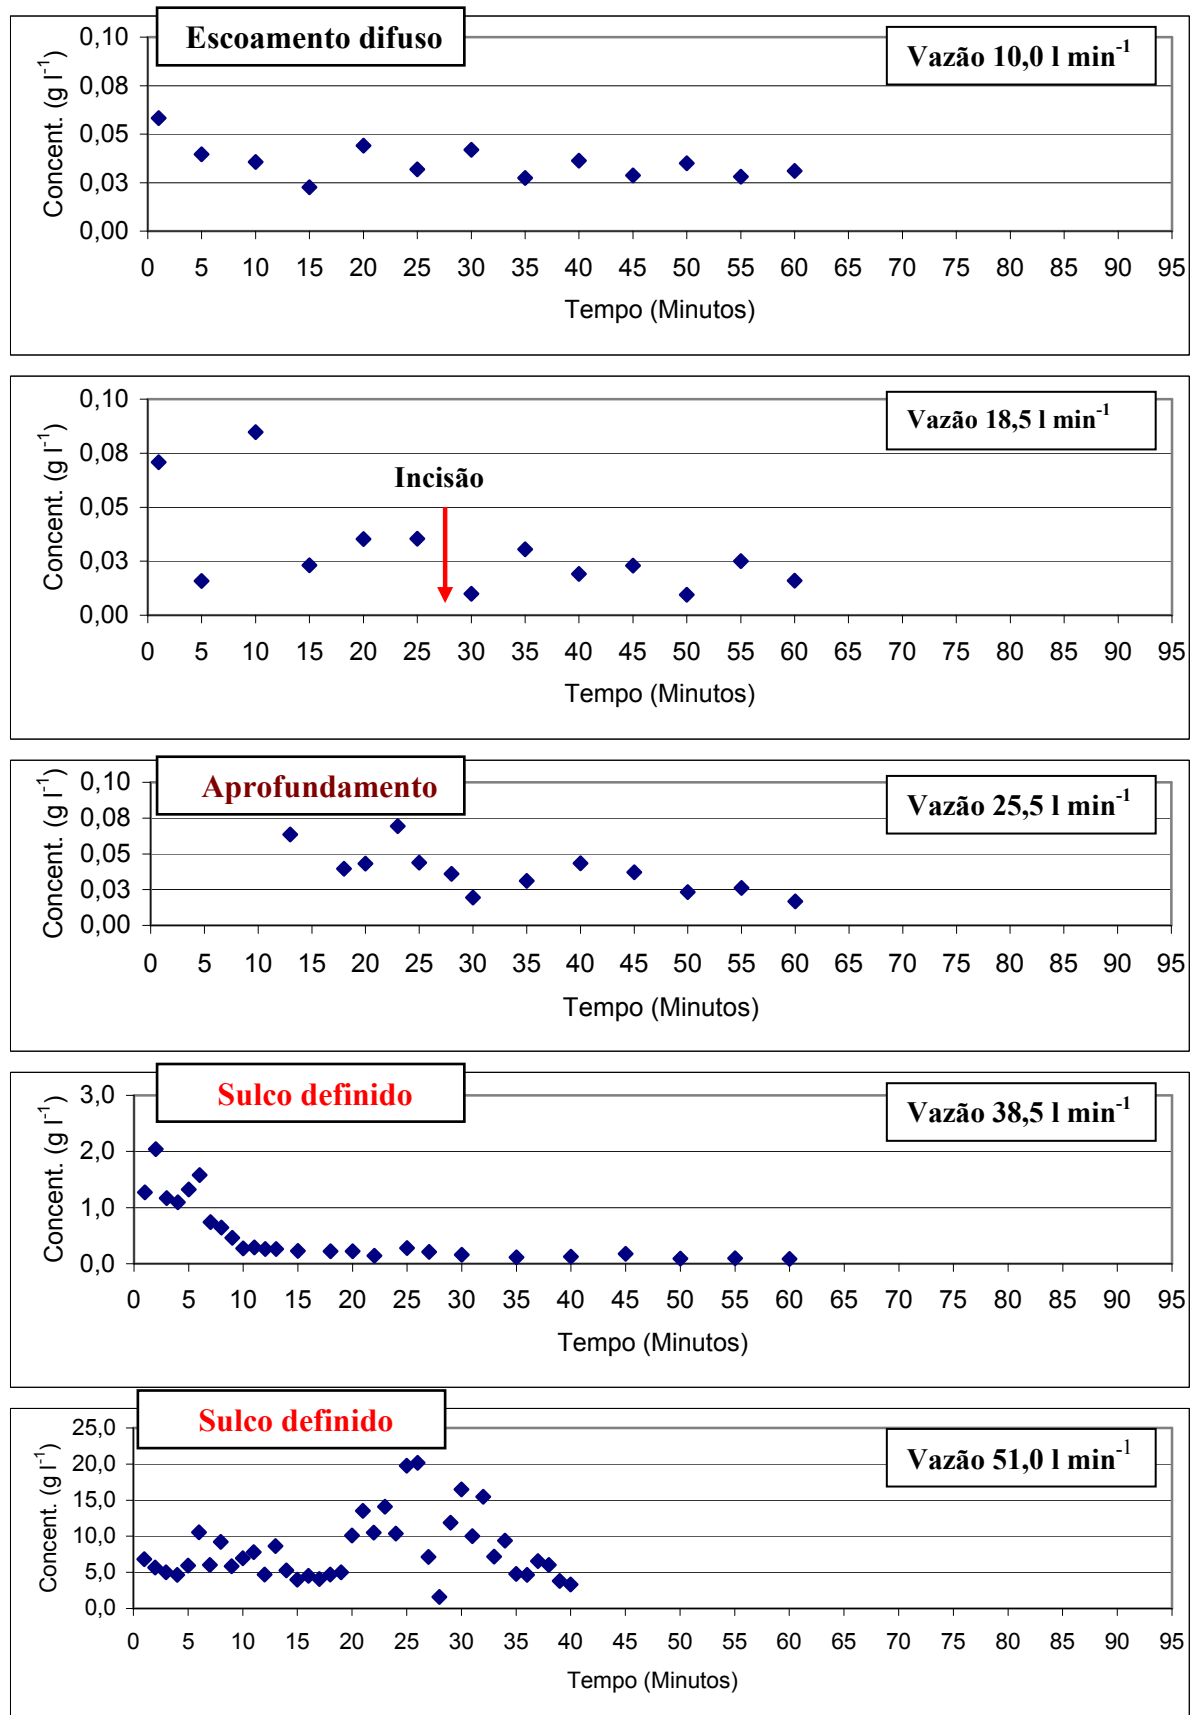 Escoamento difuso
Vazão 10,0 l min-1
Concent. (g l-1)
0,10
0,08
0,05
0,03
0,00
0 5 10 15 20 25 30 35 40 45 50 55 60 65 70 75 80 85 90 95
Tempo (Minutos)
Vazão 18,5 l min-1
Concent. (g l-1)
0,10
0,08
0,05
0,03
0,00
Incisão
0 5 10 15 20 25 30 35 40 45 50 55 60 65 70 75 80 85 90 95
Tempo (Minutos)
Aprofundamento
Vazão 25,5 l min-1
Concent. (g l-1)
0,10
0,08
0,05
0,03
0,00
0 5 10 15 20 25 30 35 40 45 50 55 60 65 70 75 80 85 90 95
Tempo (Minutos)
Sulco definido
Vazão 38,5 l min-1
Concent. (g l-1)
3,0
2,0
1,0
0,0
0 5 10 15 20 25 30 35 40 45 50 55 60 65 70 75 80 85 90 95
Tempo (Minutos)
Sulco definido
Vazão 51,0 l min-1
Concent. (g l-1)
25,0
20,0
15,0
10,0
5,0
0,0
0 5 10 15 20 25 30 35 40 45 50 55 60 65 70 75 80 85 90 95
Tempo (Minutos)